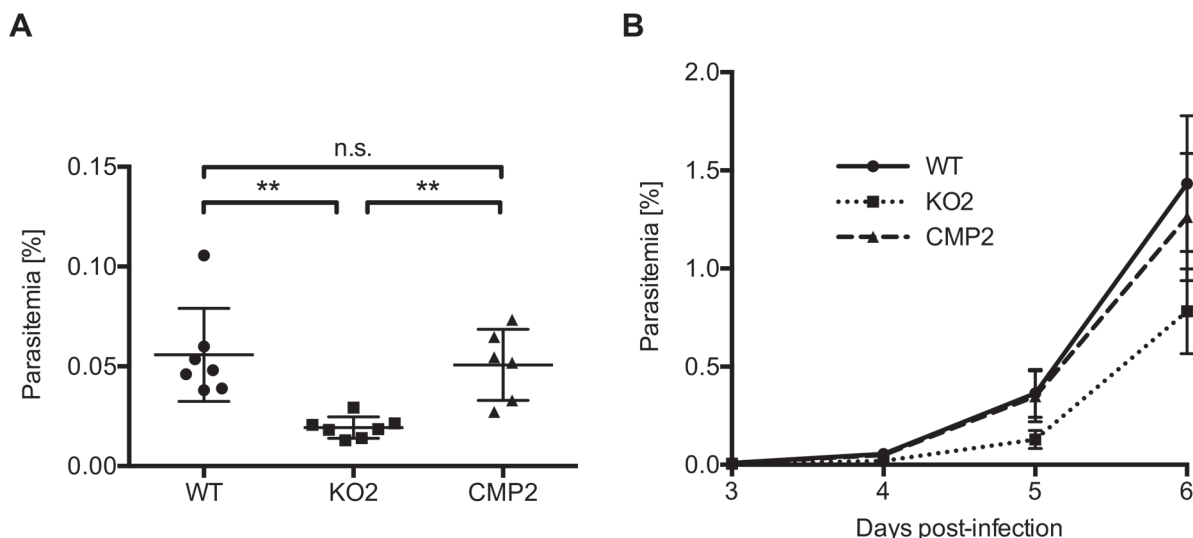 A
n.s.
** **
Parasitemia [%]
0.15
0.10
0.05
0.00
WT KO2 CMP2
B
Parasitemia [%]
2.0
1.5
1.0
0.5
0.0
WT
KO2
CMP2
3 4 5 6
Days post-infection